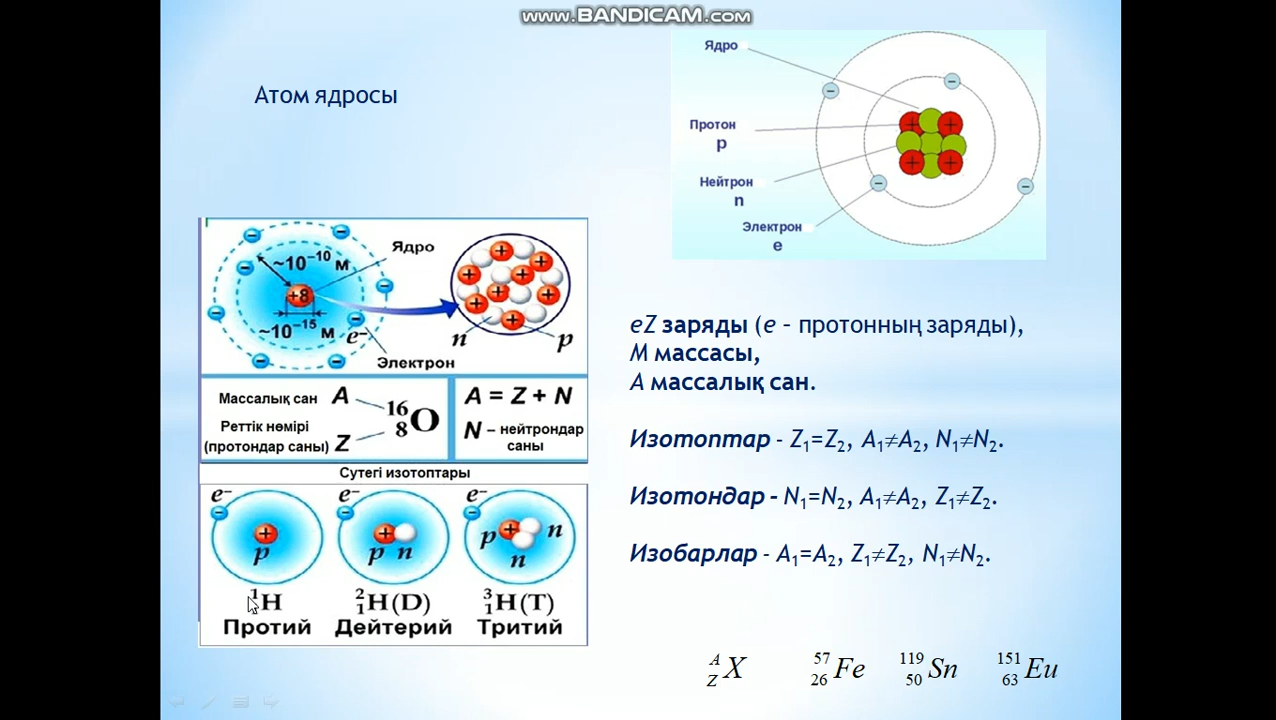 www.BANDICAM.com
Атом ядросы
Ядро
Протон
p
Нейтрон
n
Электрон
e
Ядро
~10⁻¹⁰ м
+8
~10⁻¹⁵ м
e⁻
n
p
Электрон
Массалық сан A
Реттік нөмірі
(протондар саны) Z
¹⁶₈O
A = Z + N
N – нейтрондар
саны
Сутегі изотоптары
e⁻ e⁻ e⁻
p p n p n
n
¹H ²₁H(D) ³₁H(T)
Протий Дейтерий Тритий
eZ заряды (e – протонның заряды),
M массасы,
A массалық сан.
Изотоптар - Z₁=Z₂, A₁≠A₂, N₁≠N₂.
Изотондар - N₁=N₂, A₁≠A₂, Z₁≠Z₂.
Изобарлар - A₁=A₂, Z₁≠Z₂, N₁≠N₂.
ᴬ_Z X ⁵⁷₂₆Fe ¹¹⁹₅₀Sn ¹⁵¹₆₃Eu